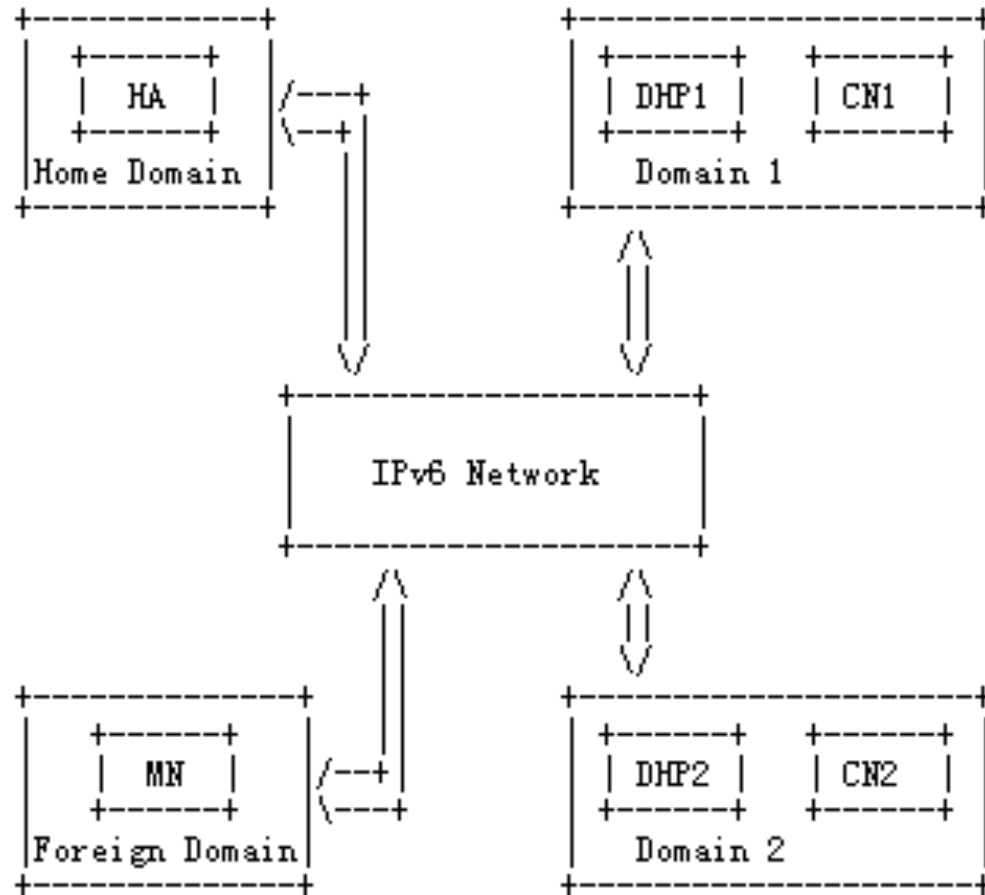 HA
Home Domain
DHP1
CN1
Domain 1
IPv6 Network
MN
Foreign Domain
DHP2
CN2
Domain 2